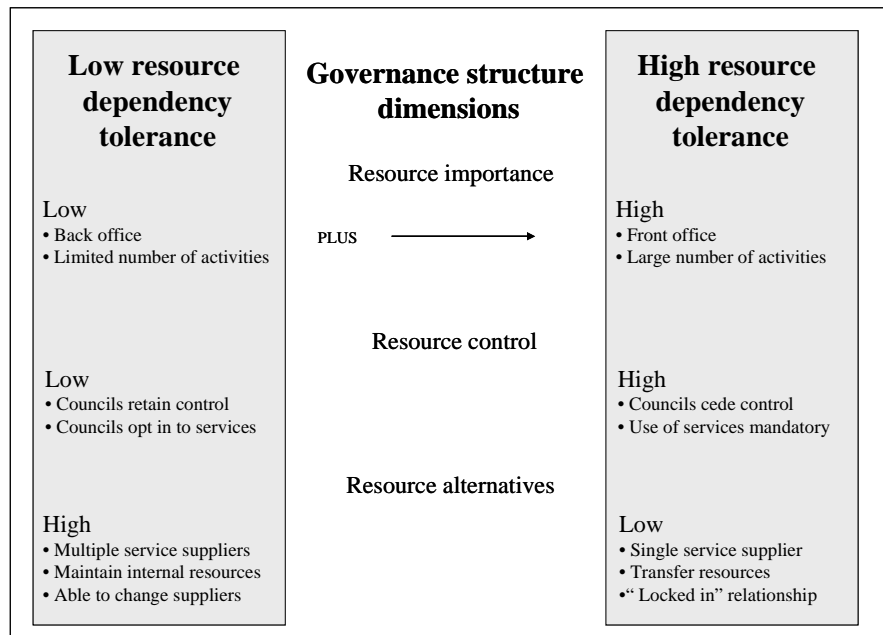 Low resource
dependency
tolerance
Low
• Back office
• Limited number of activities
Low
• Councils retain control
• Councils opt in to services
High
• Multiple service suppliers
• Maintain internal resources
• Able to change suppliers
Governance structure
dimensions
Resource importance
PLUS
Resource control
Resource alternatives
High resource
dependency
tolerance
High
• Front office
• Large number of activities
High
• Councils cede control
• Use of services mandatory
Low
• Single service supplier
• Transfer resources
•“ Locked in” relationship